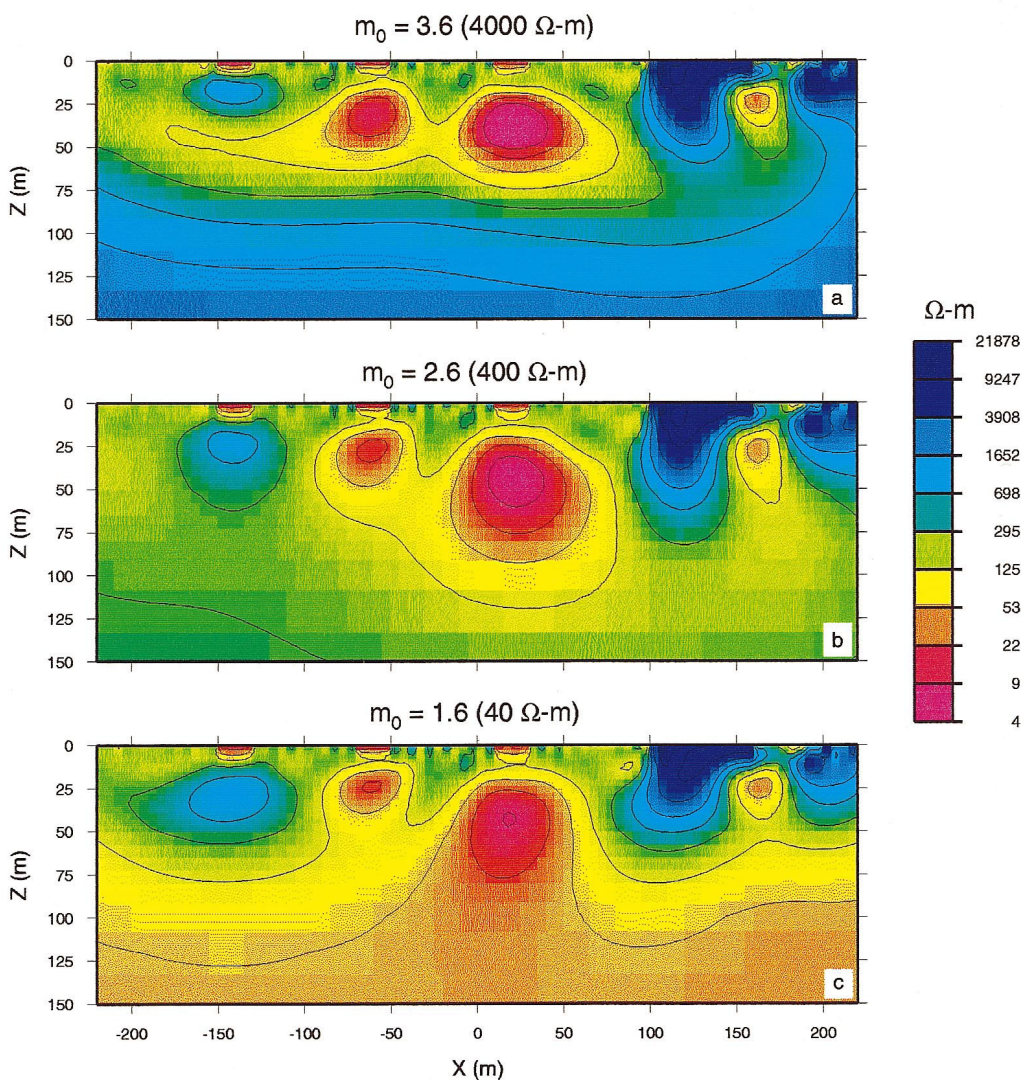 m₀ = 3.6 (4000 Ω-m)
0
25
50
75
100
125
150
Z (m)
a
m₀ = 2.6 (400 Ω-m)
0
25
50
75
100
125
150
Z (m)
b
m₀ = 1.6 (40 Ω-m)
0
25
50
75
100
125
150
Z (m)
c
-200 -150 -100 -50 0 50 100 150 200
X (m)
Ω-m
21878
9247
3908
1652
698
295
125
53
22
9
4